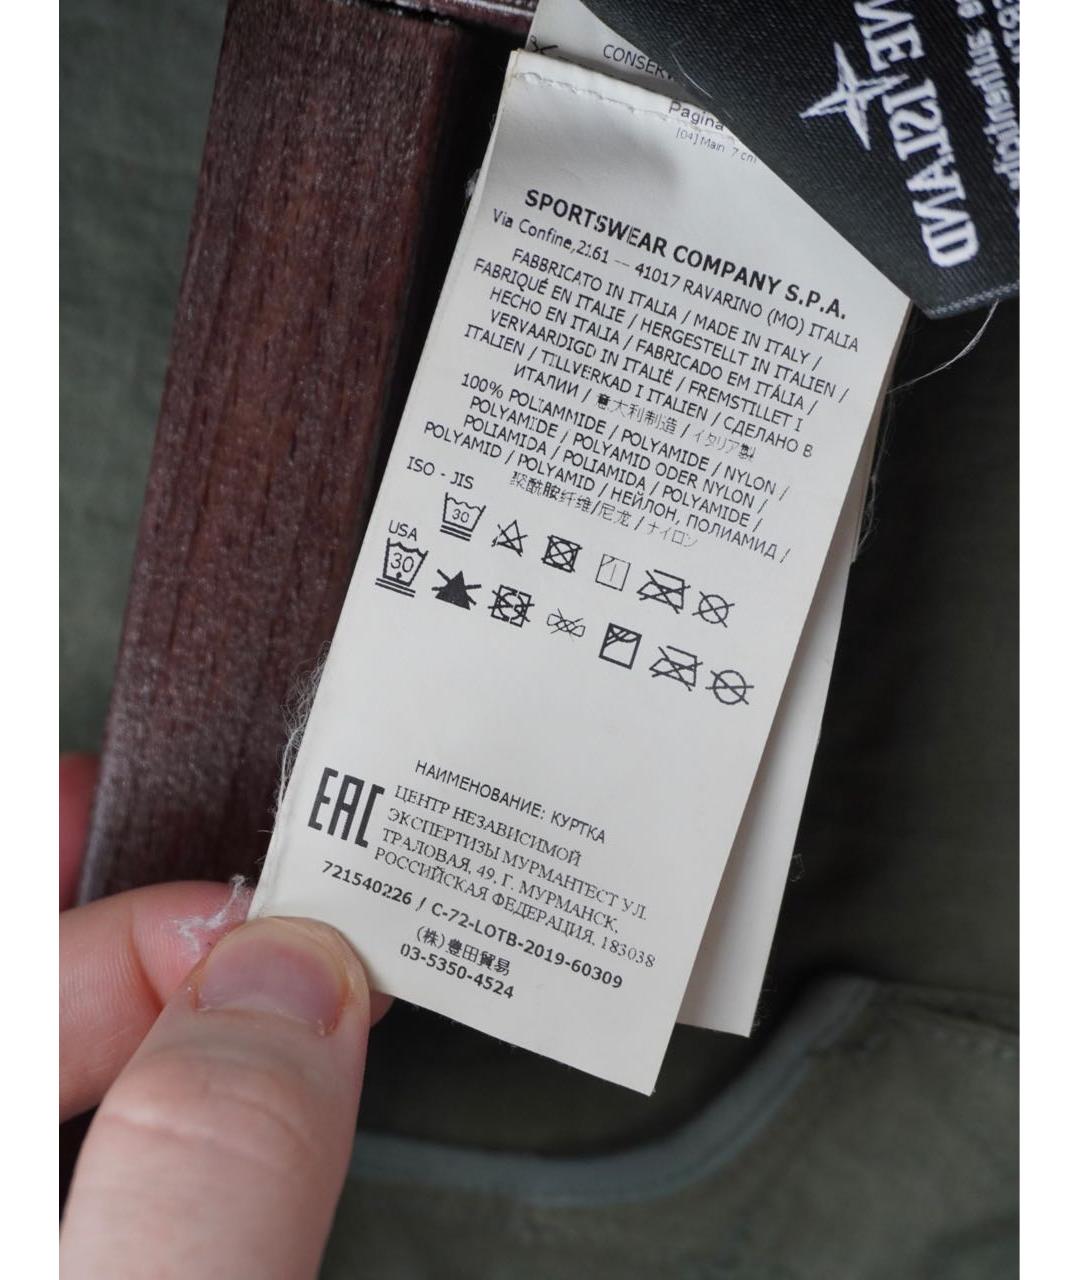 CONSERV
Pagina
[04] Main 7 cm
SPORTSWEAR COMPANY S.P.A.
Via Confine,2161 — 41017 RAVARINO (MO) ITALIA
FABBRICATO IN ITALIA / MADE IN ITALY /
FABRIQUÉ EN ITALIE / HERGESTELLT IN ITALIEN /
HECHO EN ITALIA / FABRICADO EM ITÁLIA /
VERVAARDIGD IN ITALIË / FREMSTILLET I
ITALIEN / TILLVERKAD I ITALIEN / СДЕЛАНО В
ИТАЛИИ / 意大利制造 / イタリア製
100% POLIAMMIDE / POLYAMIDE / NYLON /
POLYAMIDE / POLYAMID ODER NYLON /
POLIAMIDA / POLIAMIDA / POLYAMIDE /
POLYAMID / POLYAMID / НЕЙЛОН, ПОЛИАМИД /
聚酰胺纤维/尼龙 / ナイロン
ISO - JIS
30
USA
30
НАИМЕНОВАНИЕ: КУРТКА
EAC
ЦЕНТР НЕЗАВИСИМОЙ
ЭКСПЕРТИЗЫ МУРМАНТЕСТ УЛ.
ТРАЛОВАЯ, 49, Г. МУРМАНСК,
РОССИЙСКАЯ ФЕДЕРАЦИЯ, 183038
721540226 / C-72-LOTB-2019-60309
(株)豊田貿易
03-5350-4524